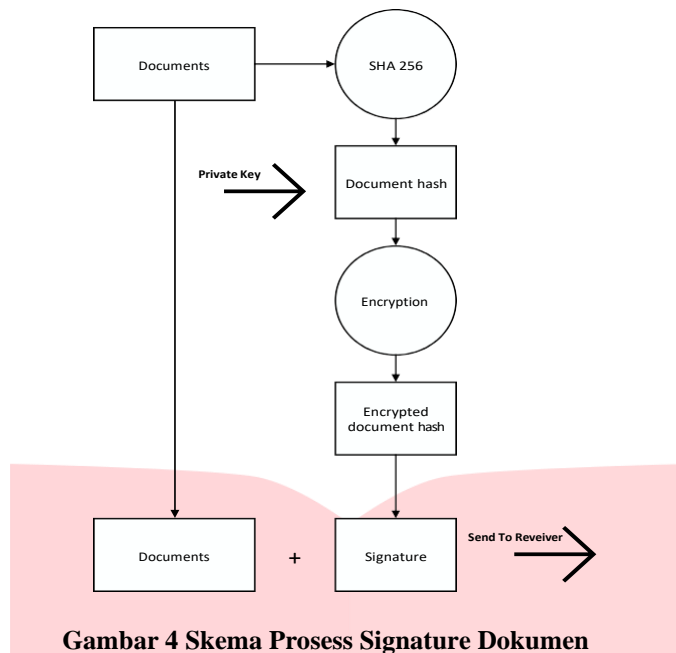 Documents
SHA 256
Private Key
Document hash
Encryption
Encrypted
document hash
Documents
+
Signature
Send To Reveiver
Gambar 4 Skema Prosess Signature Dokumen